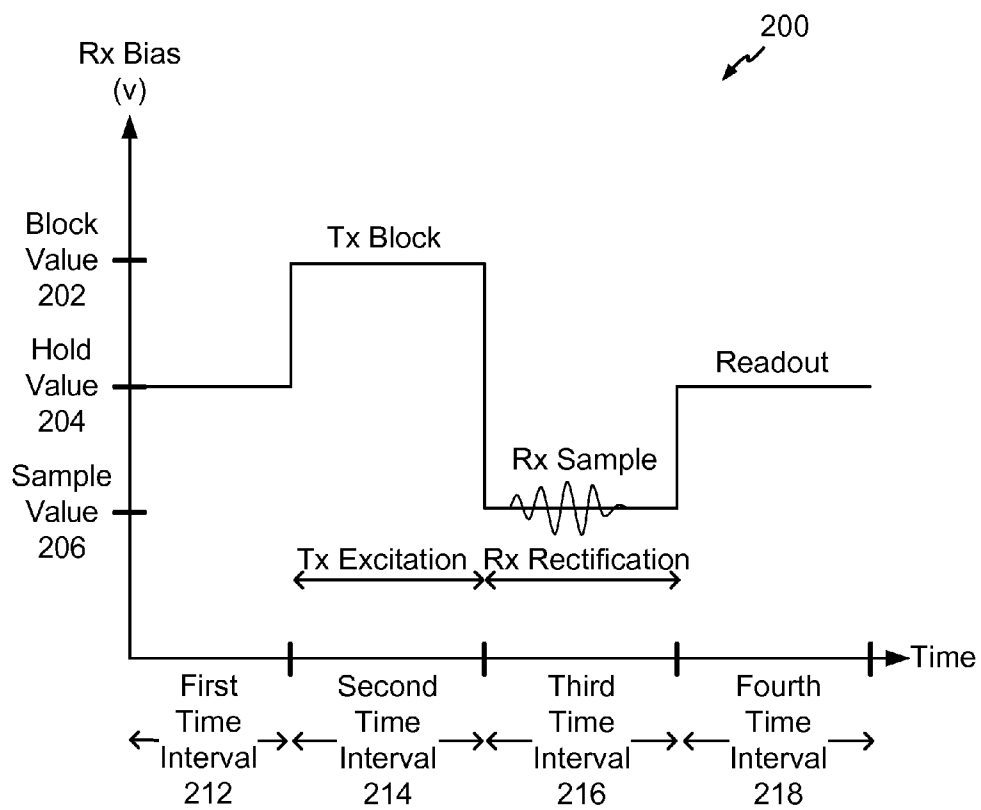 200
Rx Bias
(v)
Block
Value
202
Tx Block
Hold
Value
204
Readout
Sample
Value
206
Rx Sample
Tx Excitation
Rx Rectification
Time
First
Time
Interval
212
Second
Time
Interval
214
Third
Time
Interval
216
Fourth
Time
Interval
218